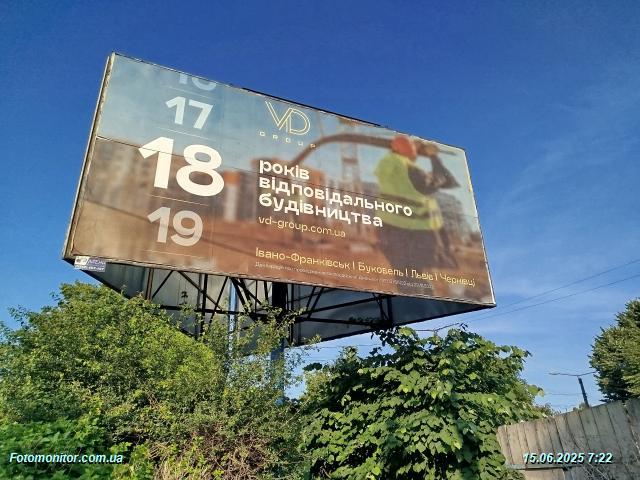 17
18
19
VD
GROUP
років
відповідального
будівництва
vd-group.com.ua
Івано-Франківськ | Буковель | Львів | Чернівці
Fotomonitor.com.ua
15.06.2025 7:22